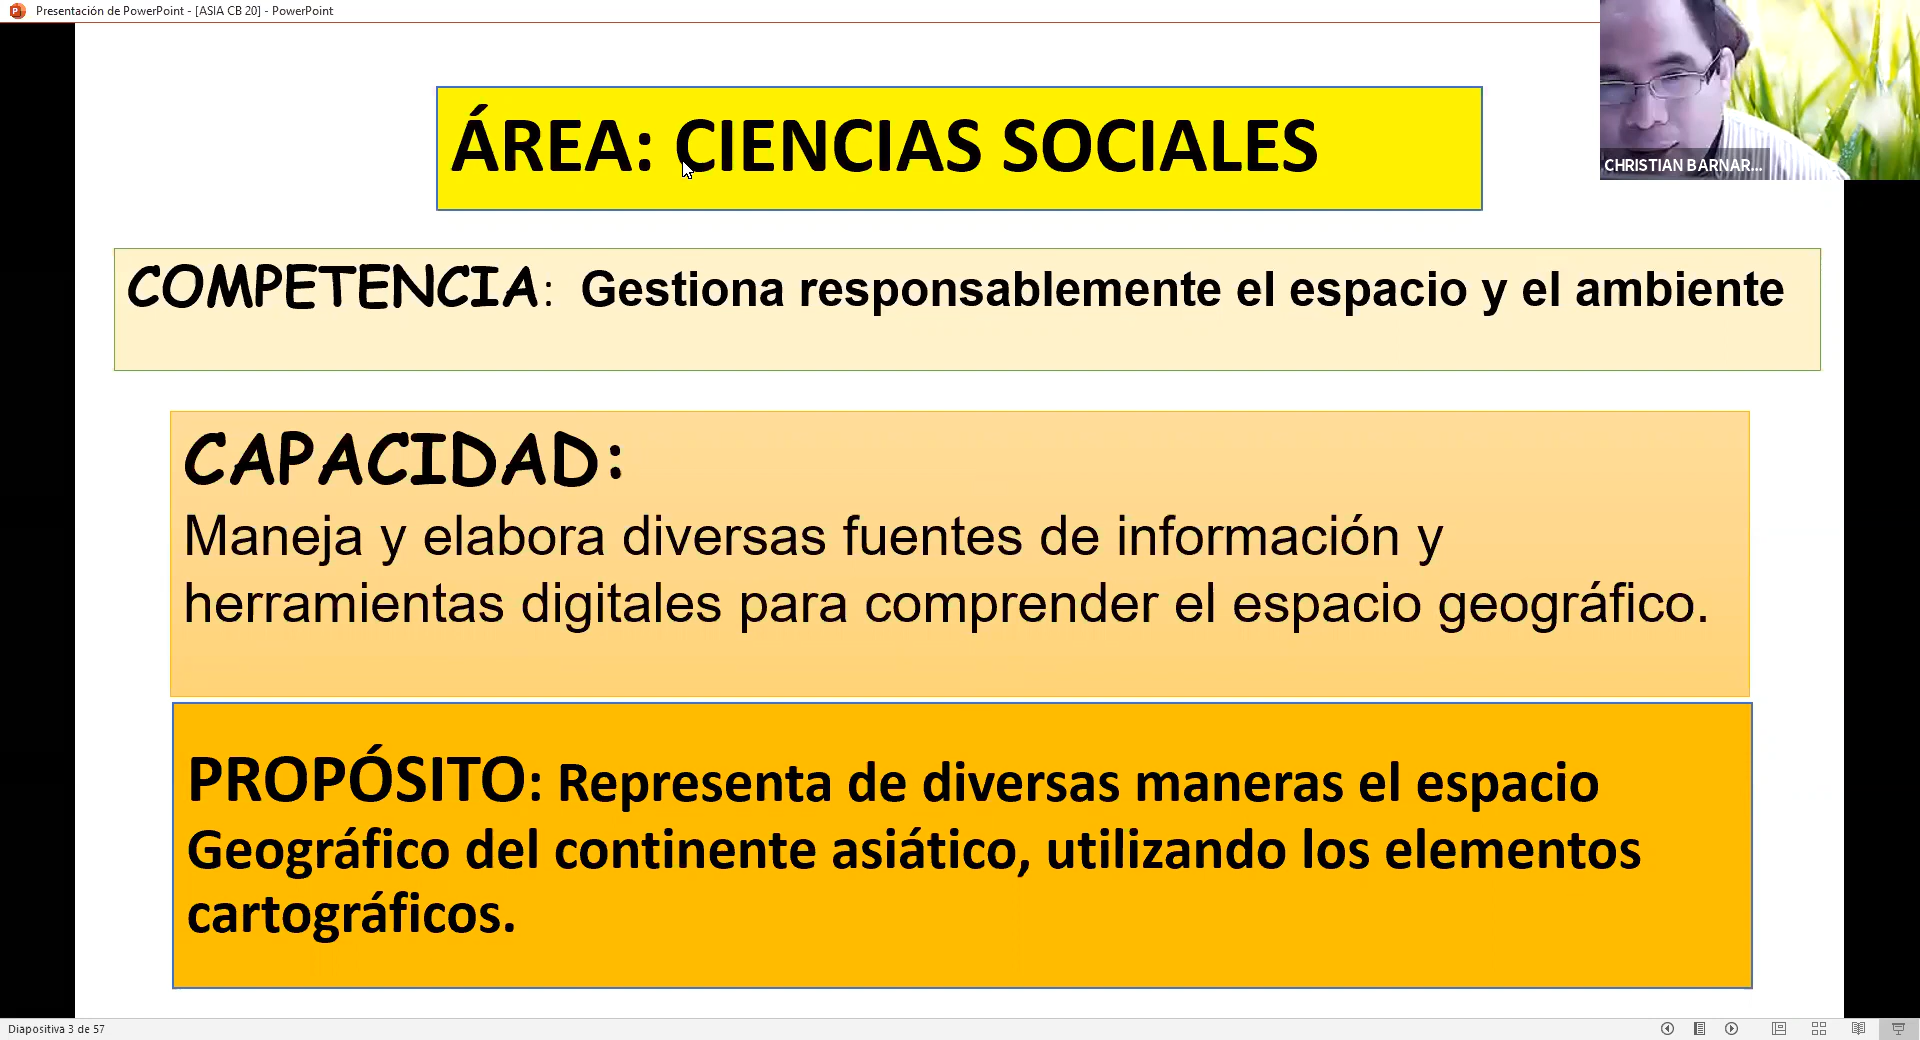 Presentación de PowerPoint - [ASIA CB 20] - PowerPoint
ÁREA: CIENCIAS SOCIALES
CHRISTIAN BARNAR...
COMPETENCIA: Gestiona responsablemente el espacio y el ambiente
CAPACIDAD:
Maneja y elabora diversas fuentes de información y
herramientas digitales para comprender el espacio geográfico.
PROPÓSITO: Representa de diversas maneras el espacio
Geográfico del continente asiático, utilizando los elementos
cartográficos.
Diapositiva 3 de 57